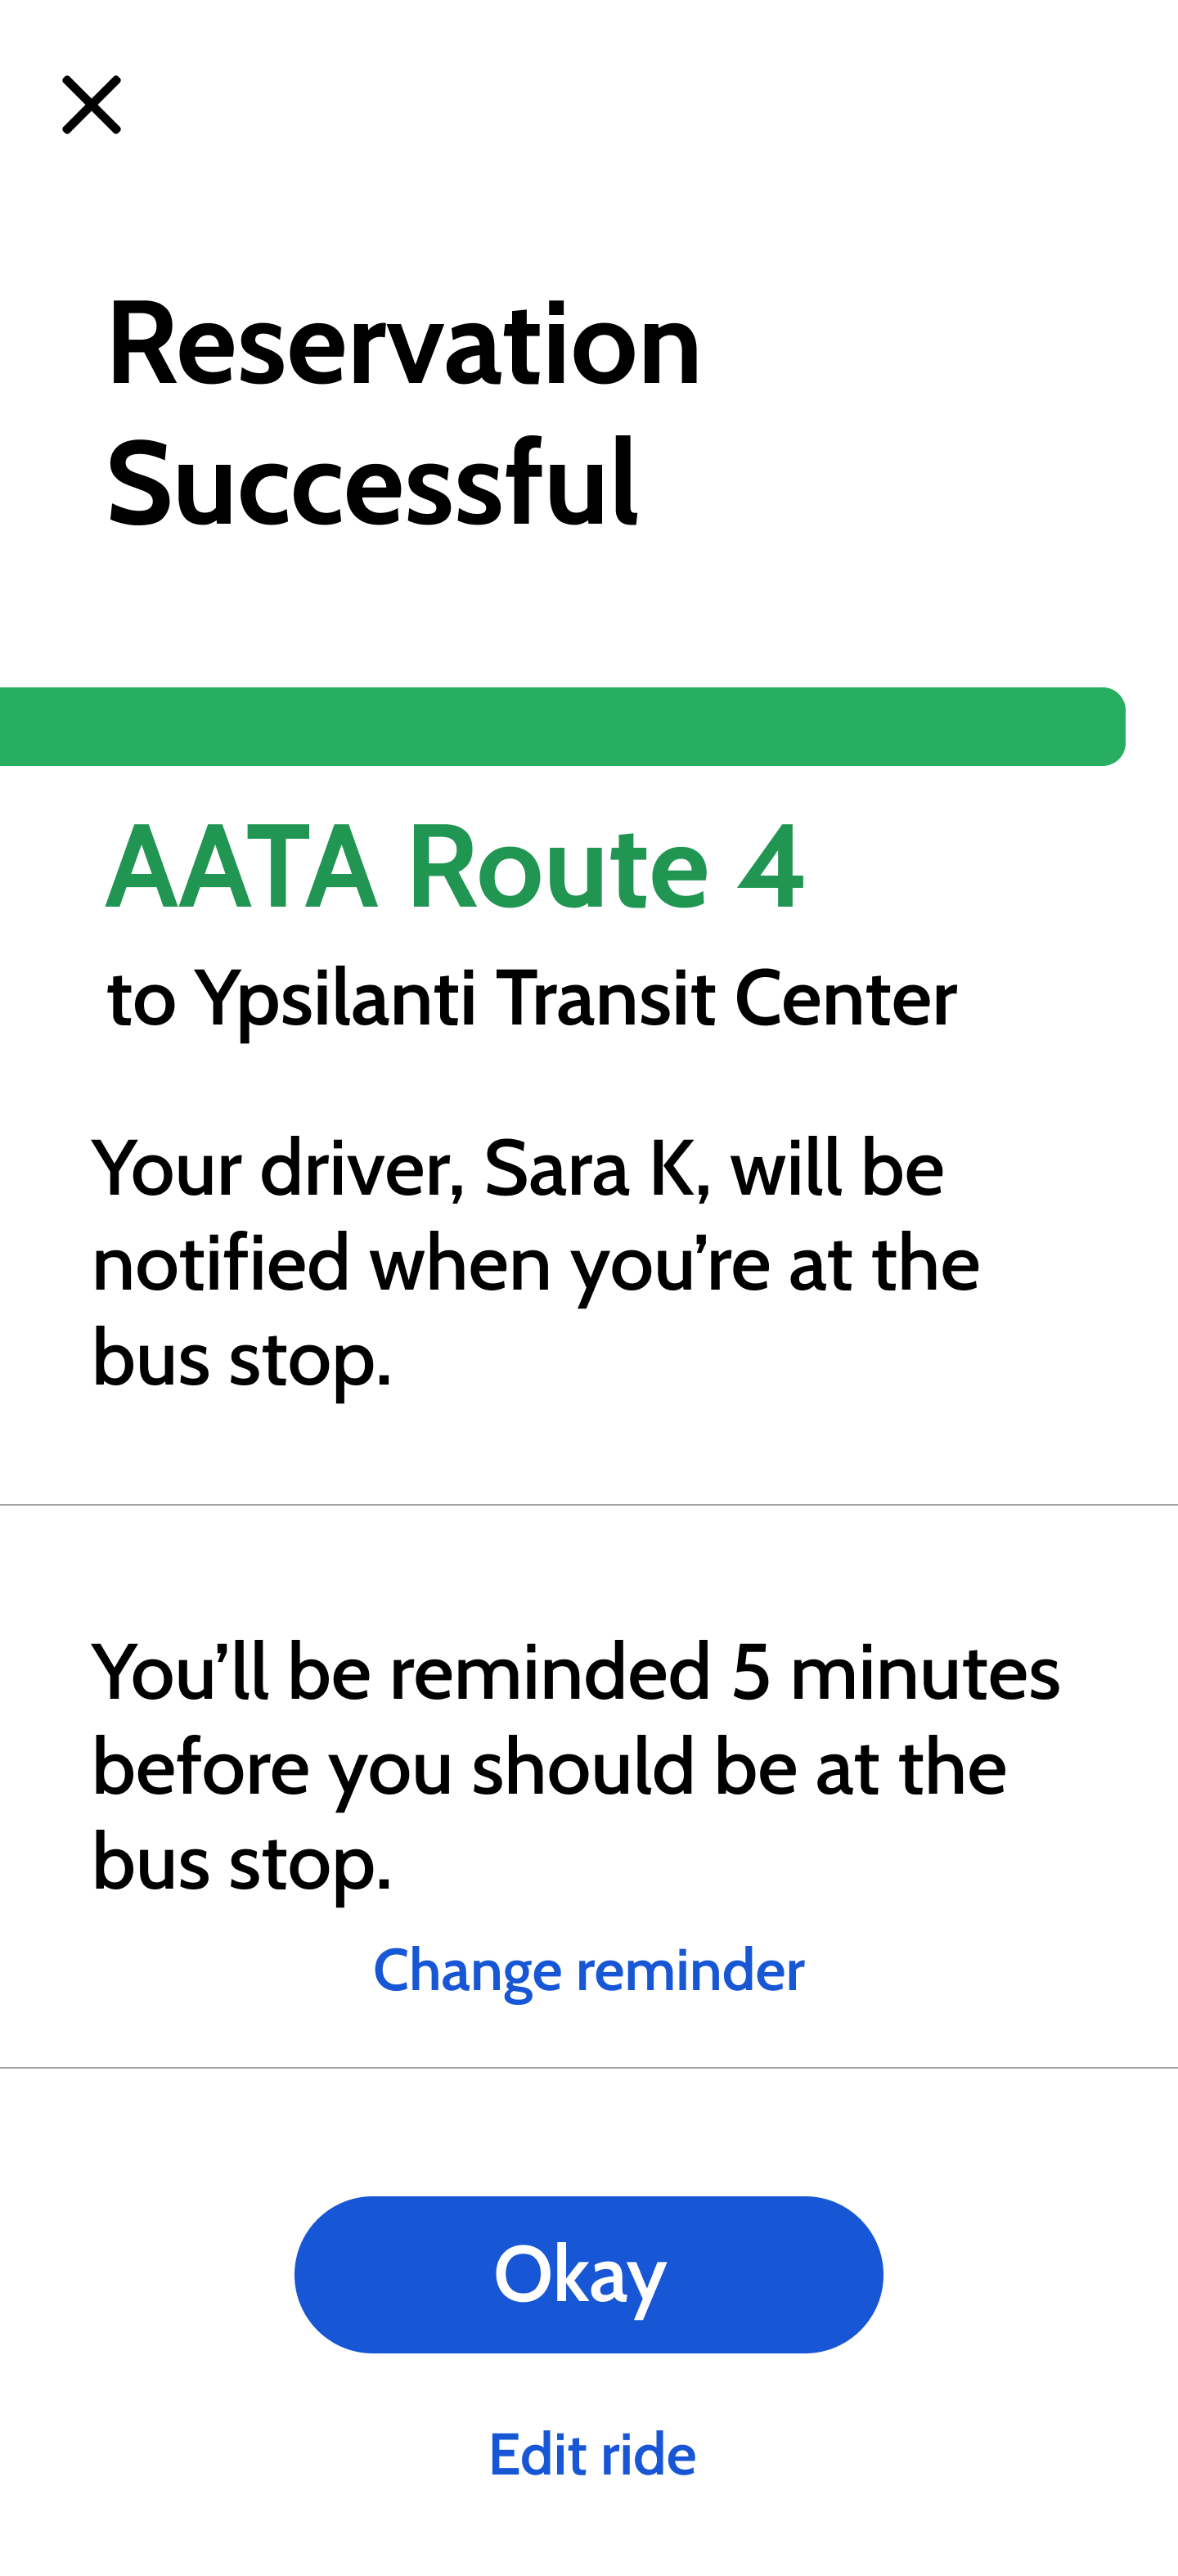 Reservation
Successful
AATA Route 4
to Ypsilanti Transit Center
Your driver, Sara K, will be
notified when you’re at the
bus stop.
You’ll be reminded 5 minutes
before you should be at the
bus stop.
Change reminder
Okay
Edit ride